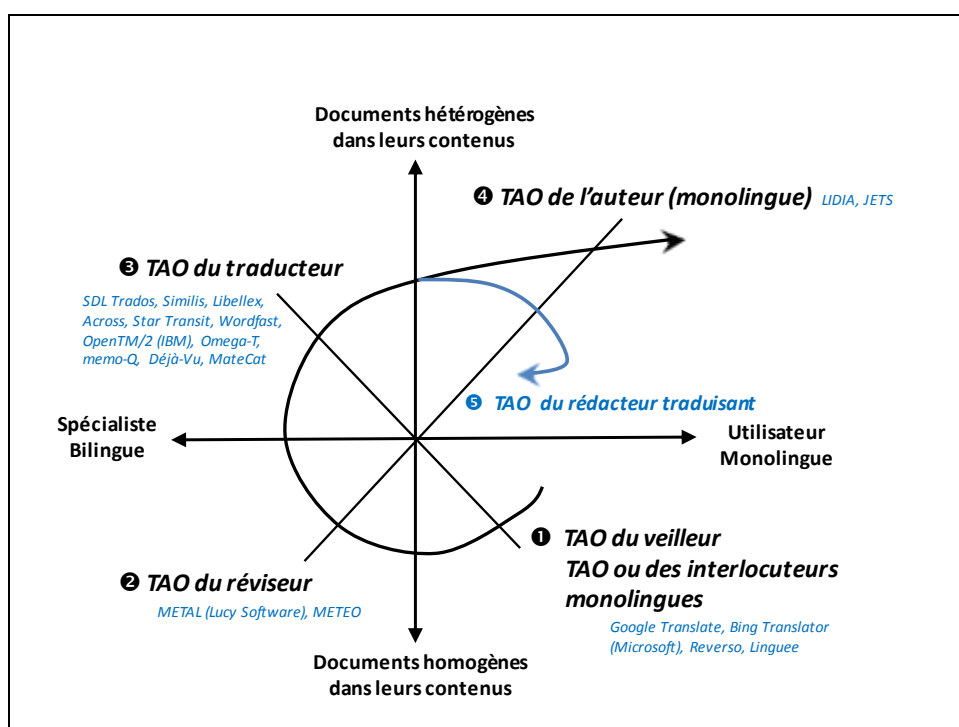 Documents hétérogènes
dans leurs contenus
❹ TAO de l’auteur (monolingue) LIDIA, JETS
❸ TAO du traducteur
SDL Trados, Similis, Libellex,
Across, Star Transit, Wordfast,
OpenTM/2 (IBM), Omega-T,
memo-Q, Déjà-Vu, MateCat
❺ TAO du rédacteur traduisant
Spécialiste
Bilingue
Utilisateur
Monolingue
❶ TAO du veilleur
TAO ou des interlocuteurs
monolingues
Google Translate, Bing Translator
(Microsoft), Reverso, Linguee
❷ TAO du réviseur
METAL (Lucy Software), METEO
Documents homogènes
dans leurs contenus